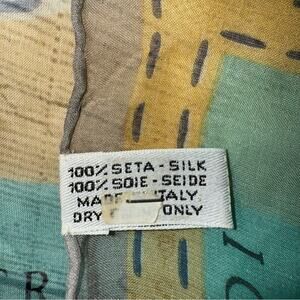 100% SETA - SILK
100% SOIE - SEIDE
MADE ITALY
DRY ONLY